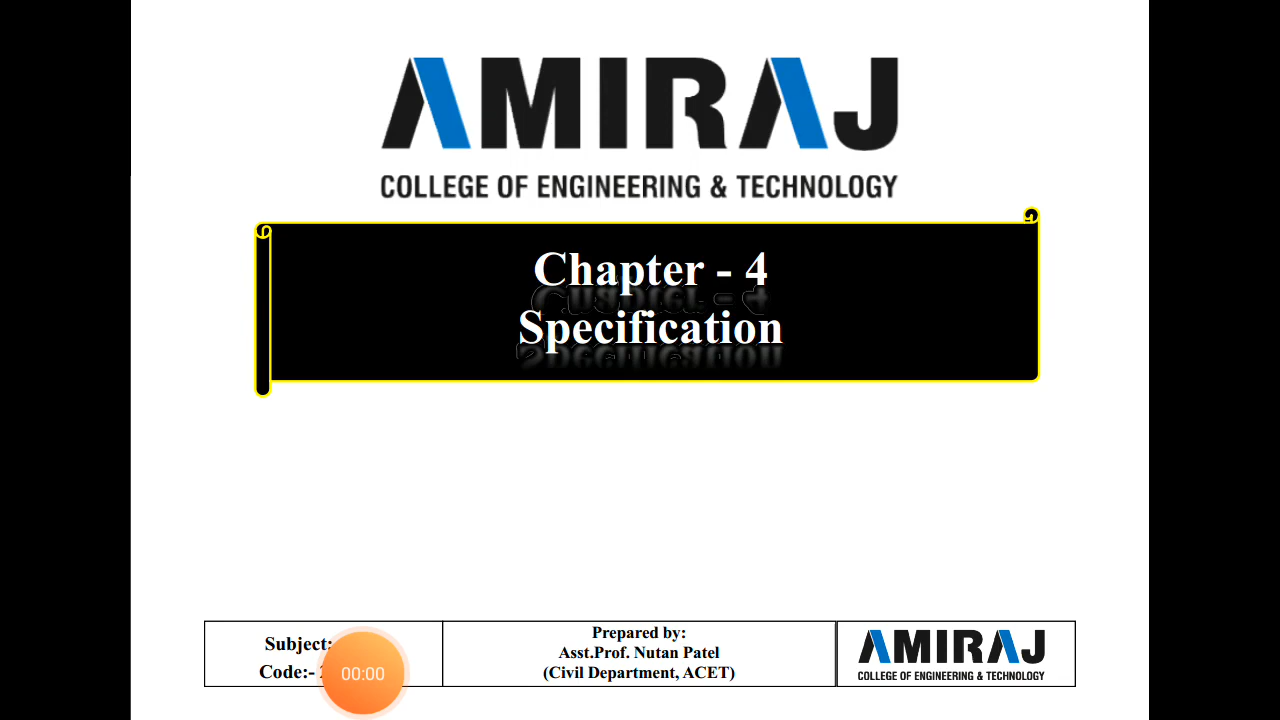 AMIRAJ
COLLEGE OF ENGINEERING & TECHNOLOGY
Chapter - 4
Specification
Subject:
Code:-
00:00
Prepared by:
Asst.Prof. Nutan Patel
(Civil Department, ACET)
AMIRAJ
COLLEGE OF ENGINEERING & TECHNOLOGY